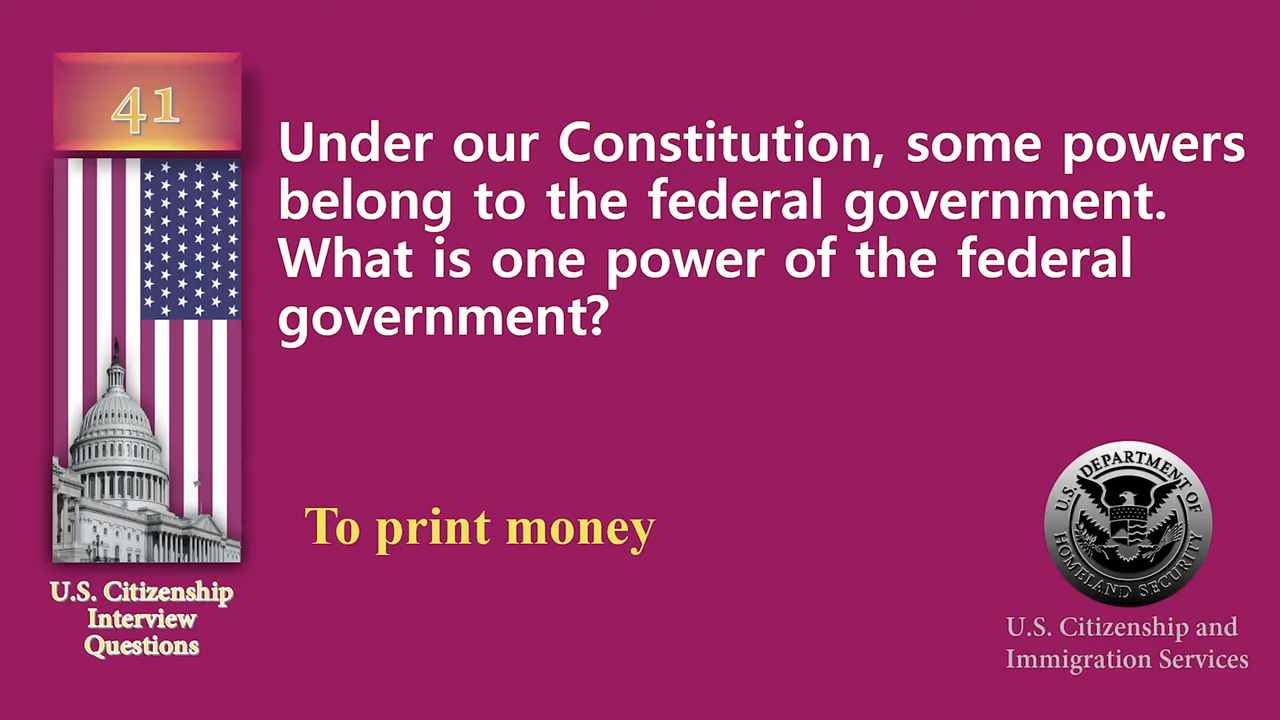 41
Under our Constitution, some powers
belong to the federal government.
What is one power of the federal
government?
To print money
U.S. Citizenship
Interview
Questions
U.S. DEPARTMENT OF
HOMELAND SECURITY
U.S. Citizenship and
Immigration Services